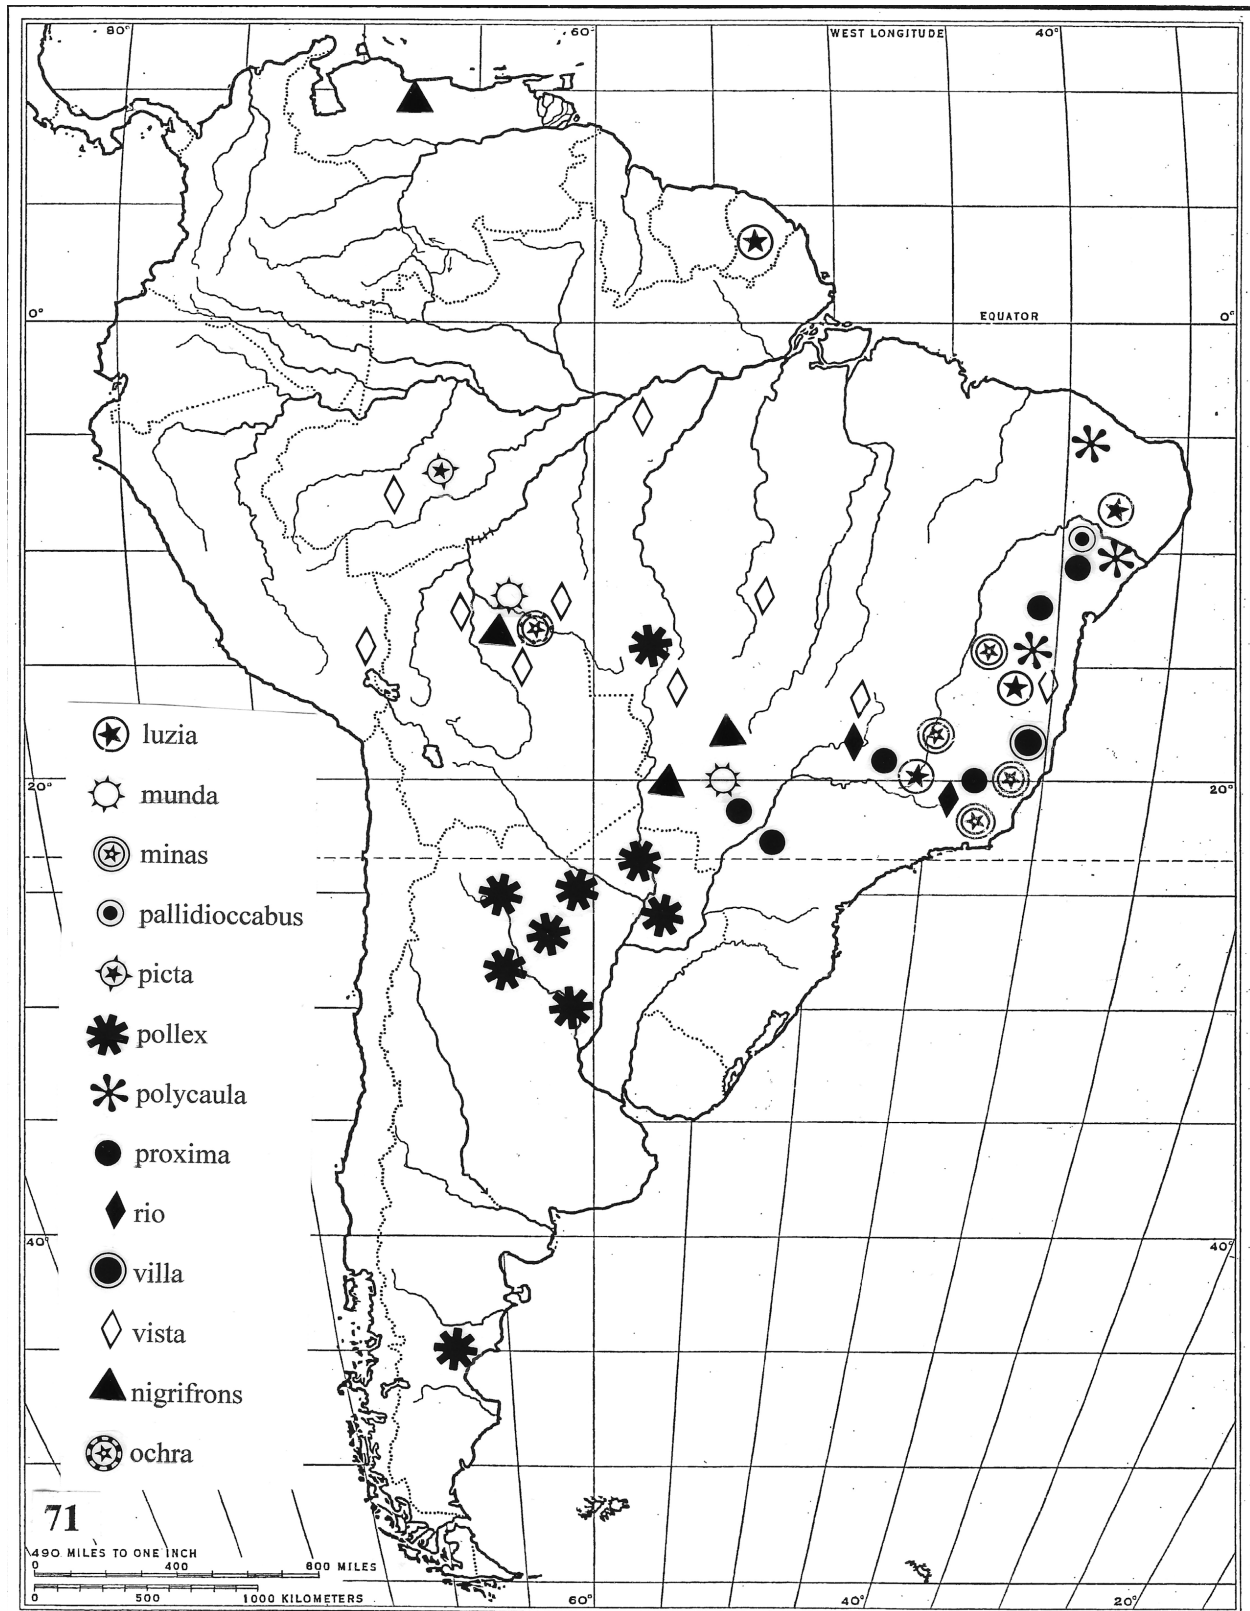 80°
60°
WEST LONGITUDE
40°
0°
EQUATOR
0°
luzia
munda
20°
20°
minas
pallidioccabus
picta
pollex
polycaula
proxima
rio
40°
40°
villa
vista
nigrifrons
ochra
71
490 MILES TO ONE INCH
0 400 800 MILES
0 500 1000 KILOMETERS
60°
40°
20°